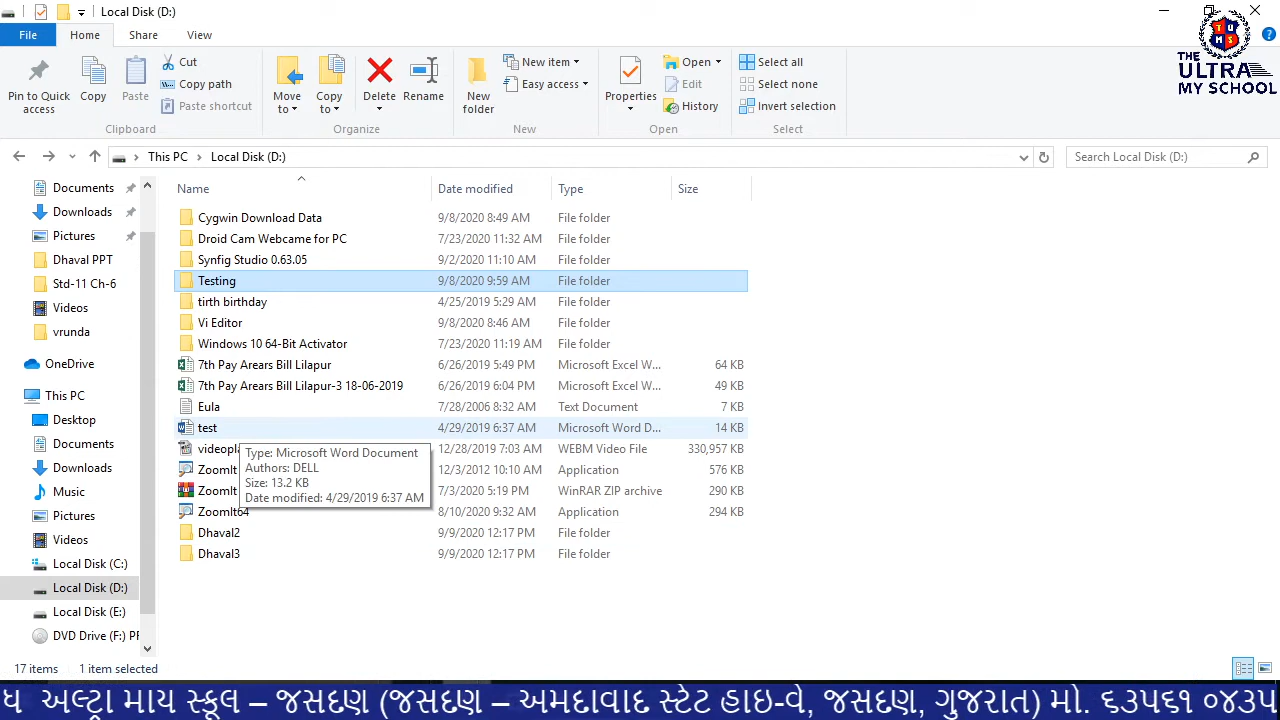 Local Disk (D:)
File Home Share View
Pin to Quick access
Copy
Paste
Cut
Copy path
Paste shortcut
Clipboard
Move to
Copy to
Delete
Rename
Organize
New folder
New item
Easy access
New
Properties
Open
Edit
History
Open
Select all
Select none
Invert selection
Select
THE
ULTRA
MY SCHOOL
T U M S
This PC > Local Disk (D:)
Search Local Disk (D:)
Documents
Downloads
Pictures
Dhaval PPT
Std-11 Ch-6
Videos
vrunda
OneDrive
This PC
Desktop
Documents
Downloads
Music
Pictures
Videos
Local Disk (C:)
Local Disk (D:)
Local Disk (E:)
DVD Drive (F:) PF
Name Date modified Type Size
Cygwin Download Data 9/8/2020 8:49 AM File folder
Droid Cam Webcame for PC 7/23/2020 11:32 AM File folder
Synfig Studio 0.63.05 9/2/2020 11:10 AM File folder
Testing 9/8/2020 9:59 AM File folder
tirth birthday 4/25/2019 5:29 AM File folder
Vi Editor 9/8/2020 8:46 AM File folder
Windows 10 64-Bit Activator 7/23/2020 11:19 AM File folder
7th Pay Arears Bill Lilapur 6/26/2019 5:49 PM Microsoft Excel W... 64 KB
7th Pay Arears Bill Lilapur-3 18-06-2019 6/26/2019 6:04 PM Microsoft Excel W... 49 KB
Eula 7/28/2006 8:32 AM Text Document 7 KB
test 4/29/2019 6:37 AM Microsoft Word D... 14 KB
videopla 12/28/2019 7:03 AM WEBM Video File 330,957 KB
ZoomIt 12/3/2012 10:10 AM Application 576 KB
ZoomIt 7/3/2020 5:19 PM WinRAR ZIP archive 290 KB
ZoomIt64 8/10/2020 9:32 AM Application 294 KB
Dhaval2 9/9/2020 12:17 PM File folder
Dhaval3 9/9/2020 12:17 PM File folder
Type: Microsoft Word Document
Authors: DELL
Size: 13.2 KB
Date modified: 4/29/2019 6:37 AM
17 items 1 item selected
ધ અલ્ટ્રા માય સ્કૂલ – જસદણ (જસદણ – અમદાવાદ સ્ટેટ હાઇ-વે, જસદણ, ગુજરાત) મો. ૬૩૫૬૧ ૦૪૩૫